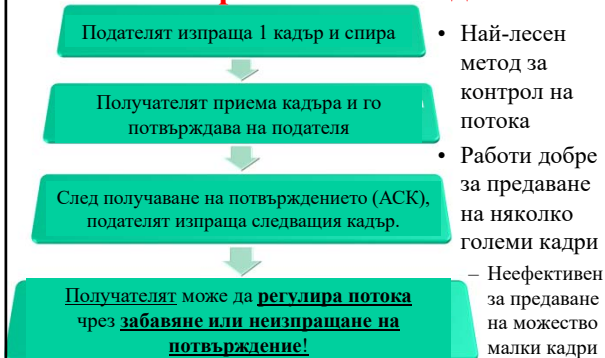 Подателят изпраща 1 кадър и спира
Получателят приема кадъра и го
потвърждава на подателя
След получаване на потвърждението (АСК),
подателят изпраща следващия кадър.
Получателят може да регулира потока
чрез забавяне или неизпращане на
потвърждение!
• Най-лесен
метод за
контрол на
потока
• Работи добре
за предаване
на няколко
големи кадри
– Неефективен
за предаване
на можество
малки кадри